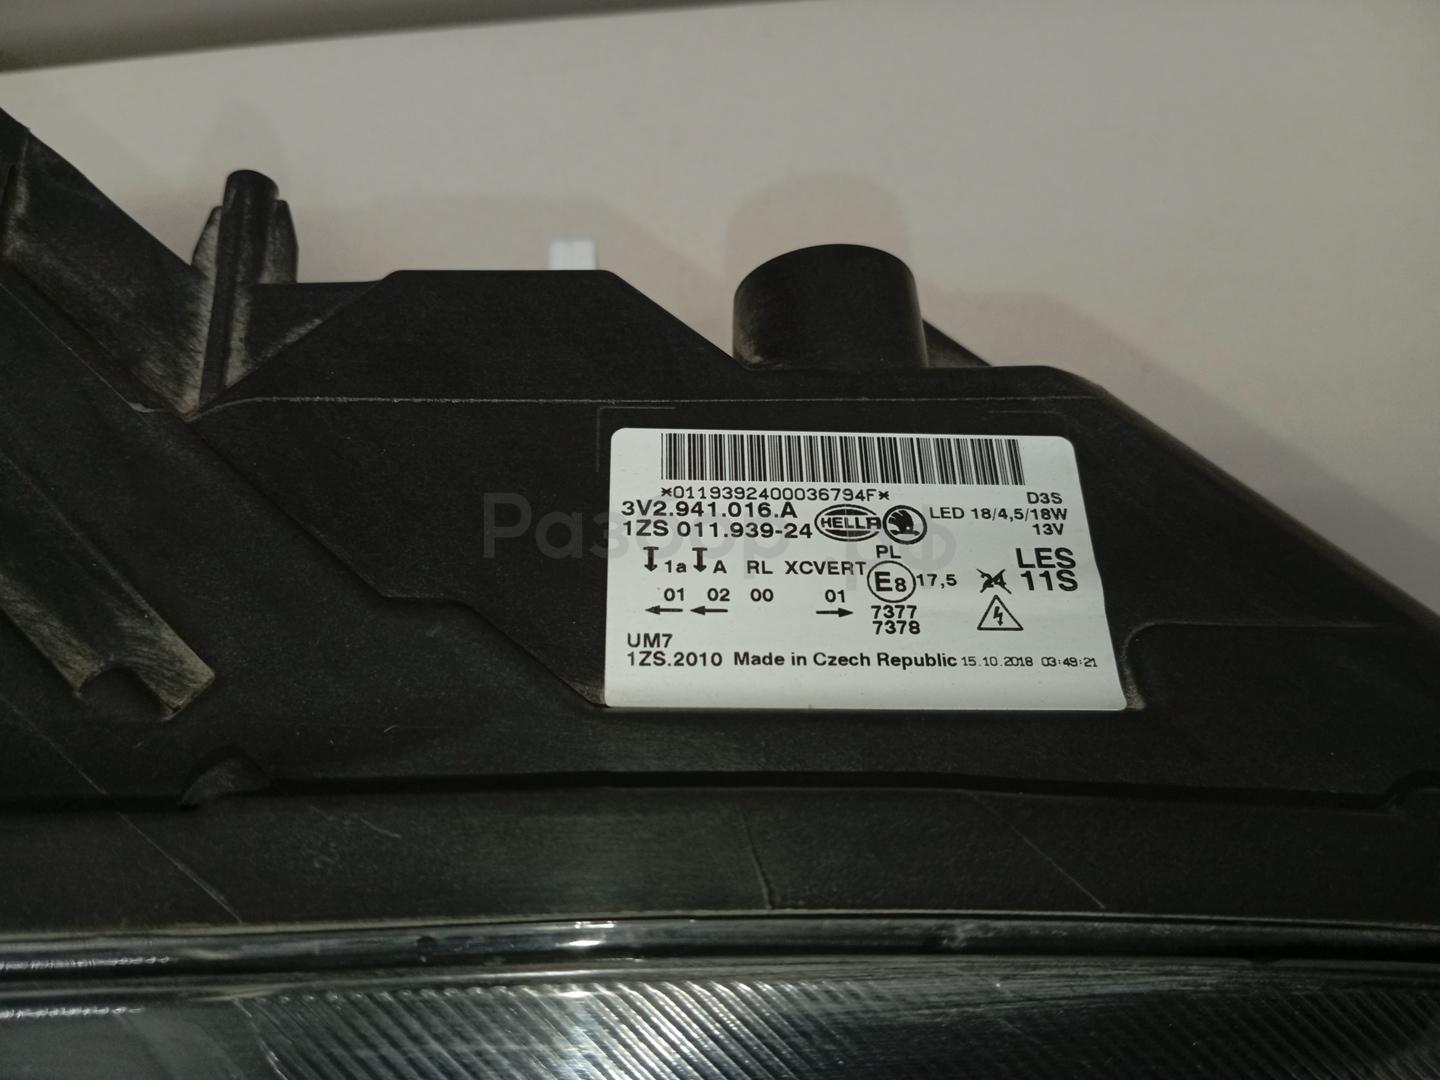 *0119392400036794F*
3V2.941.016.A
1ZS 011.939-24
HELLA
D3S
LED 18/4,5/18W
13V
1a A RL XCVERT PL
E8 17,5 24 LES 11S
01 02 00 01
7377
7378
UM7
1ZS.2010 Made in Czech Republic 15.10.2018 03:49:21
Разбор.рф